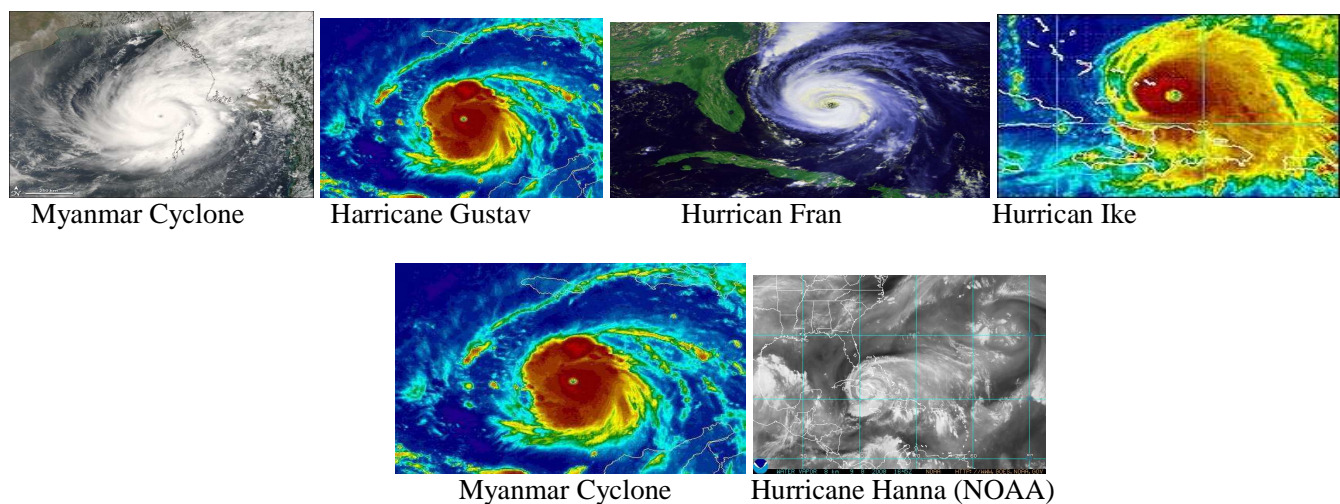 Myanmar Cyclone
Harricane Gustav
Hurrican Fran
Hurrican Ike
Myanmar Cyclone
Hurricane Hanna (NOAA)